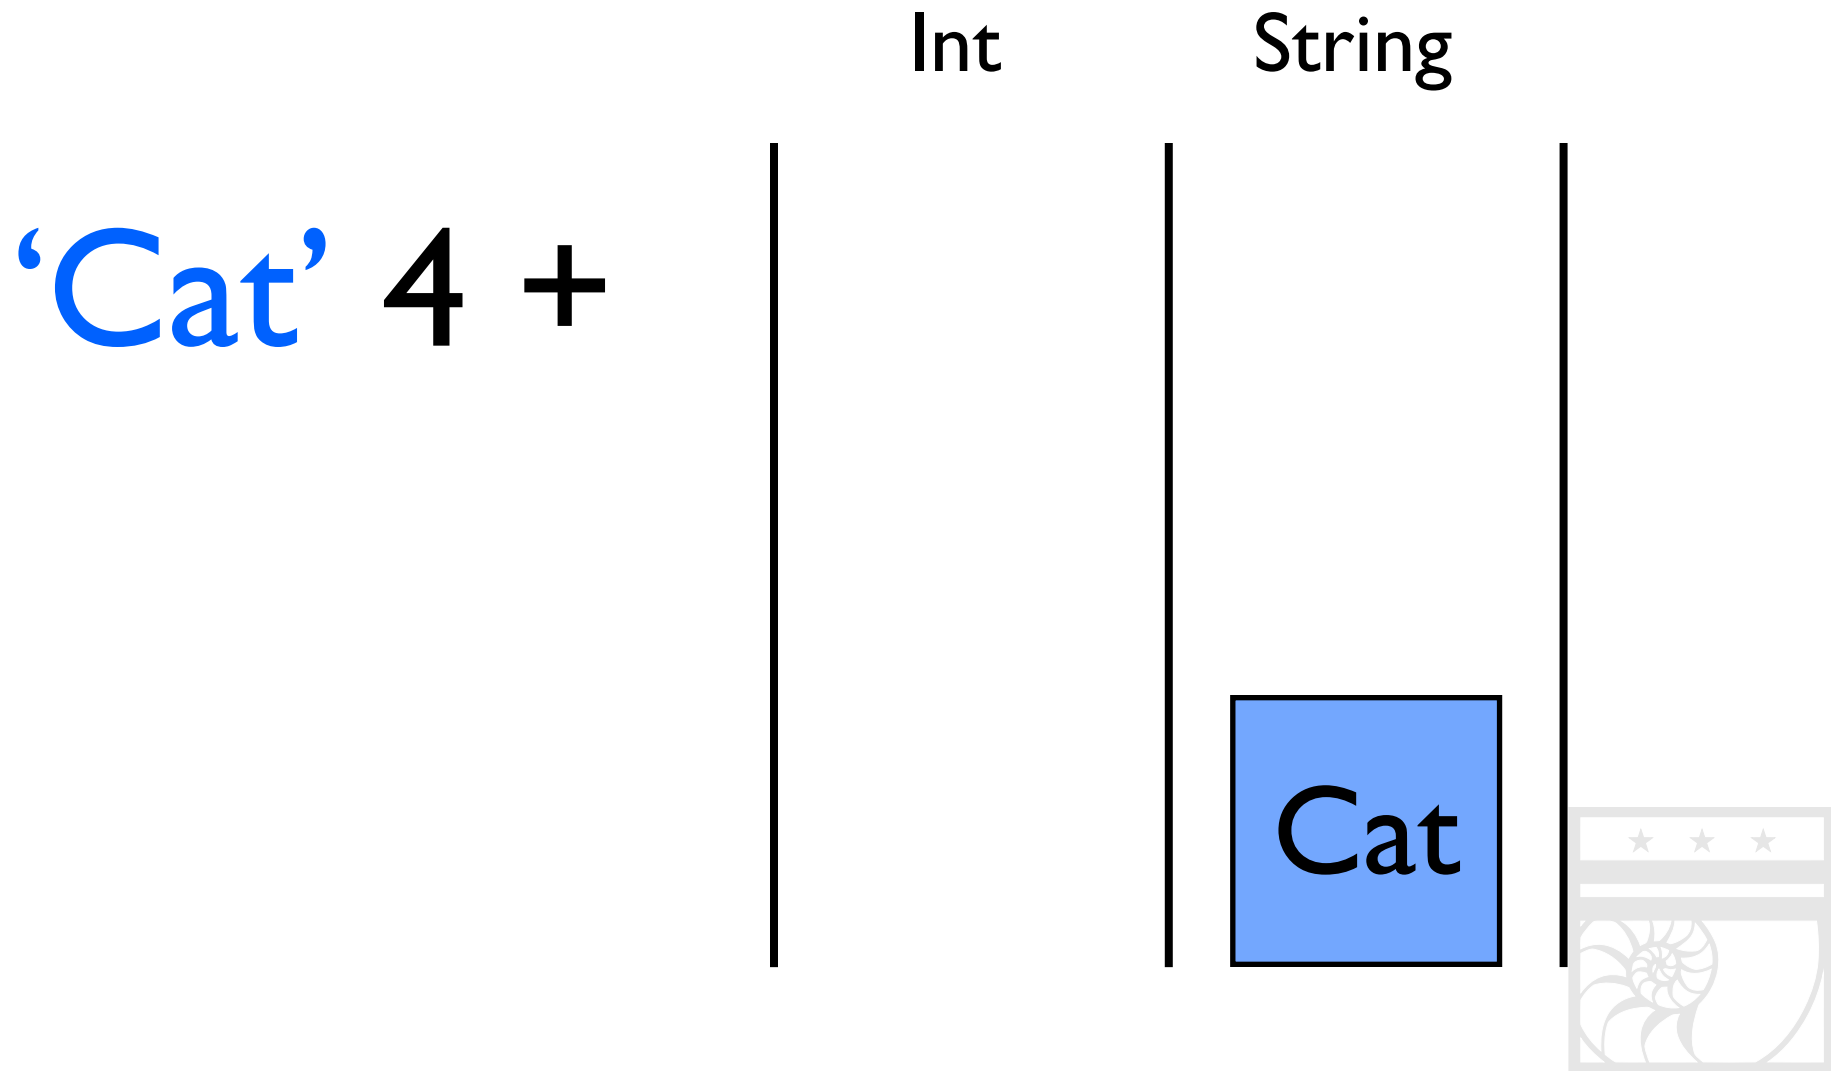 Int String
‘Cat’ 4 +
Cat